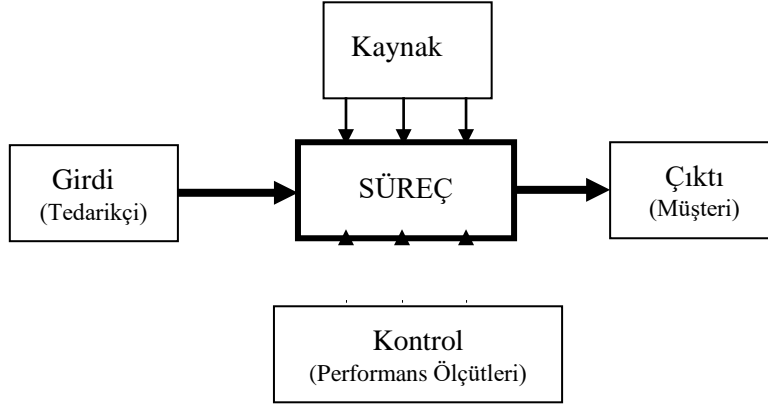 Kaynak
Girdi
(Tedarikçi)
SÜREÇ
Çıktı
(Müşteri)
Kontrol
(Performans Ölçütleri)